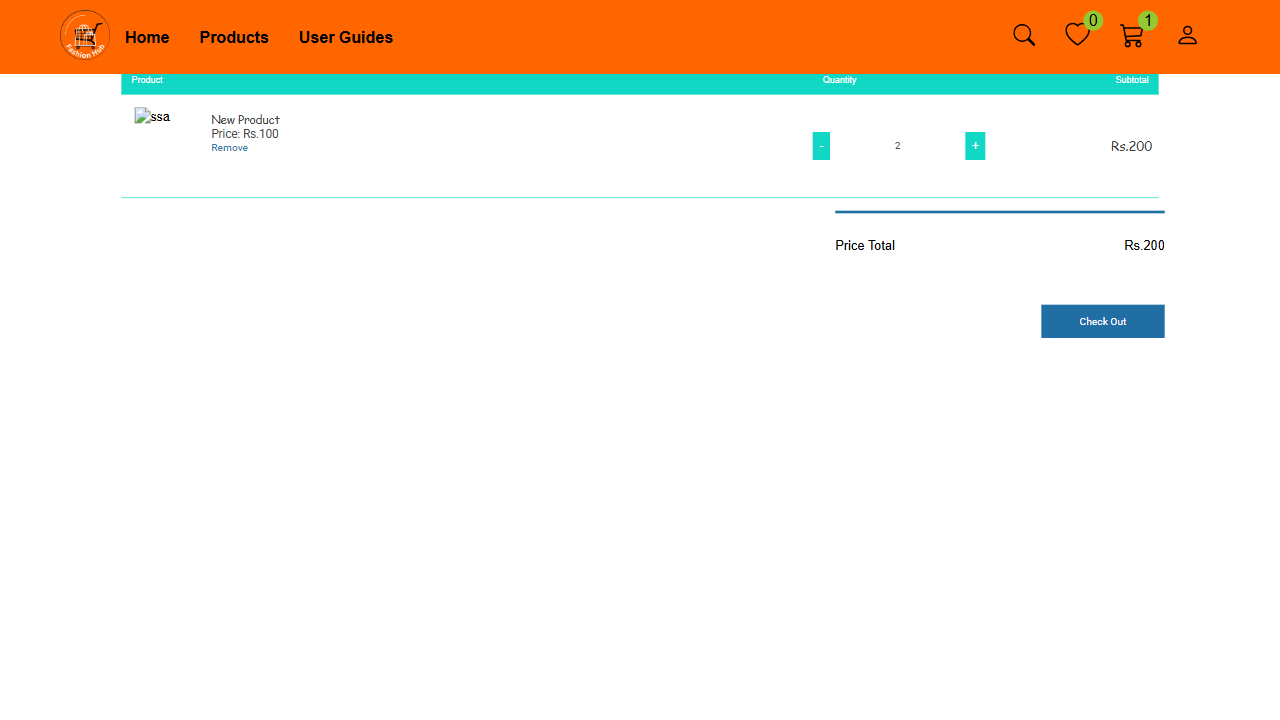 Fashion Hub
Home Products User Guides 0 1
Product Quantity Subtotal
ssa
New Product
Price: Rs.100
Remove
- 2 + Rs.200
Price Total Rs.200
Check Out